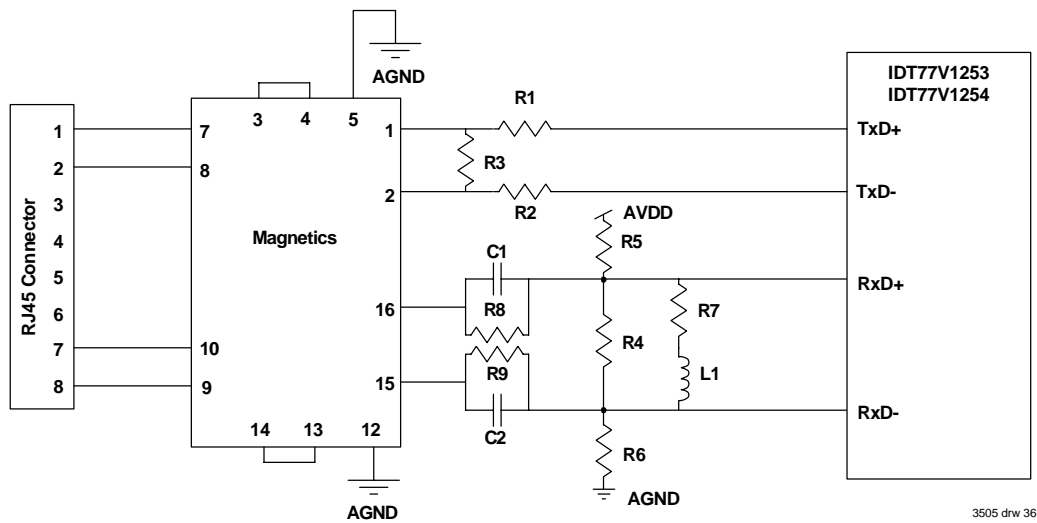 AGND
IDT77V1253
IDT77V1254
RJ45 Connector
1
2
3
4
5
6
7
8
7
8
10
9
3
4
5
1
2
16
15
14
13
12
Magnetics
AGND
R1
R3
R2
AVDD
R5
C1
R8
R9
C2
R4
R7
L1
R6
AGND
TxD+
TxD-
RxD+
RxD-
3505 drw 36